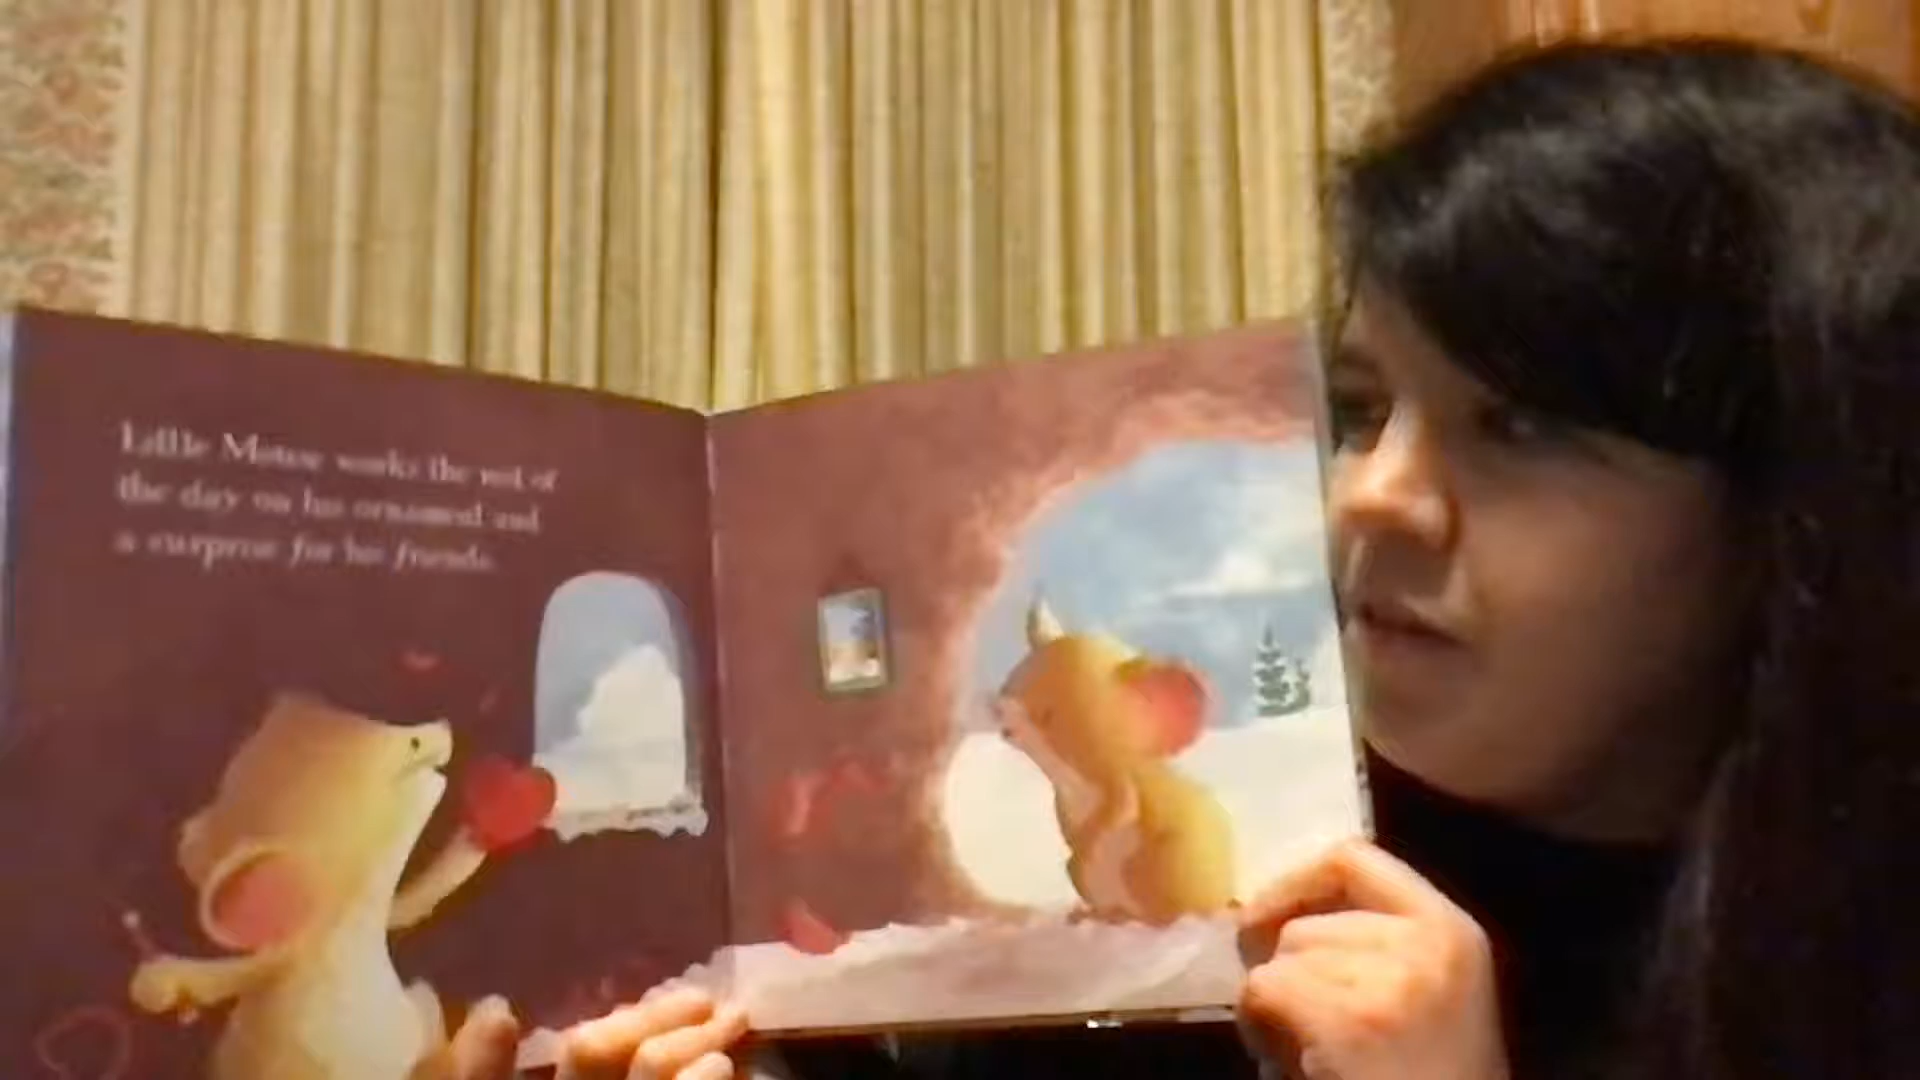 Little Mouse works the rest of
the day on his ornament and
a surprise for his friends.